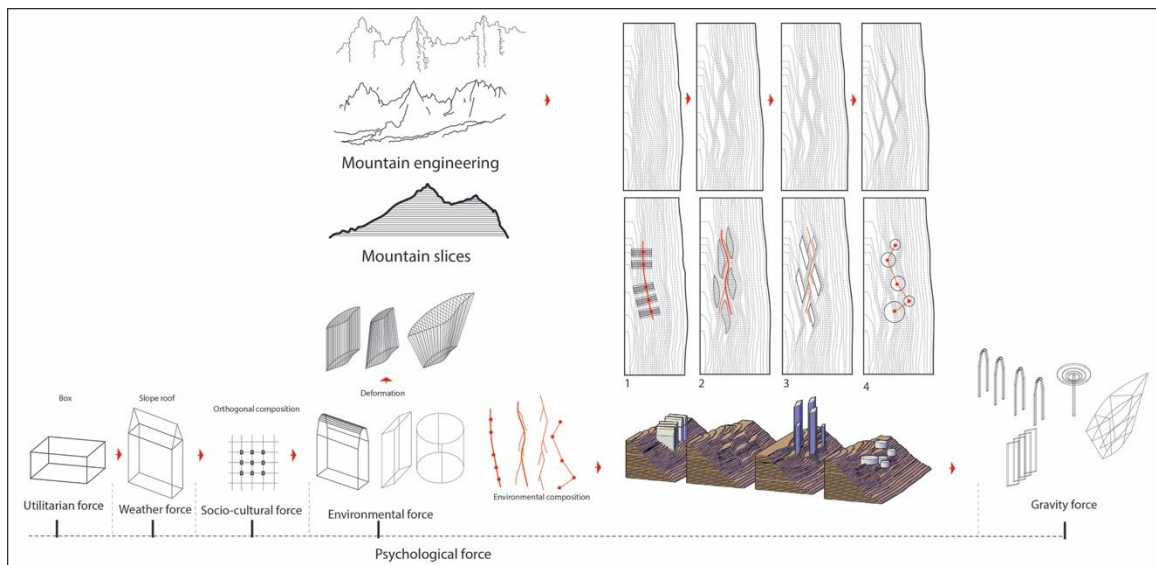 Mountain engineering
Mountain slices
1 2 3 4
Deformation
Box
Slope roof
Orthogonal composition
Environmental composition
Utilitarian force
Weather force
Socio-cultural force
Environmental force
Gravity force
Psychological force